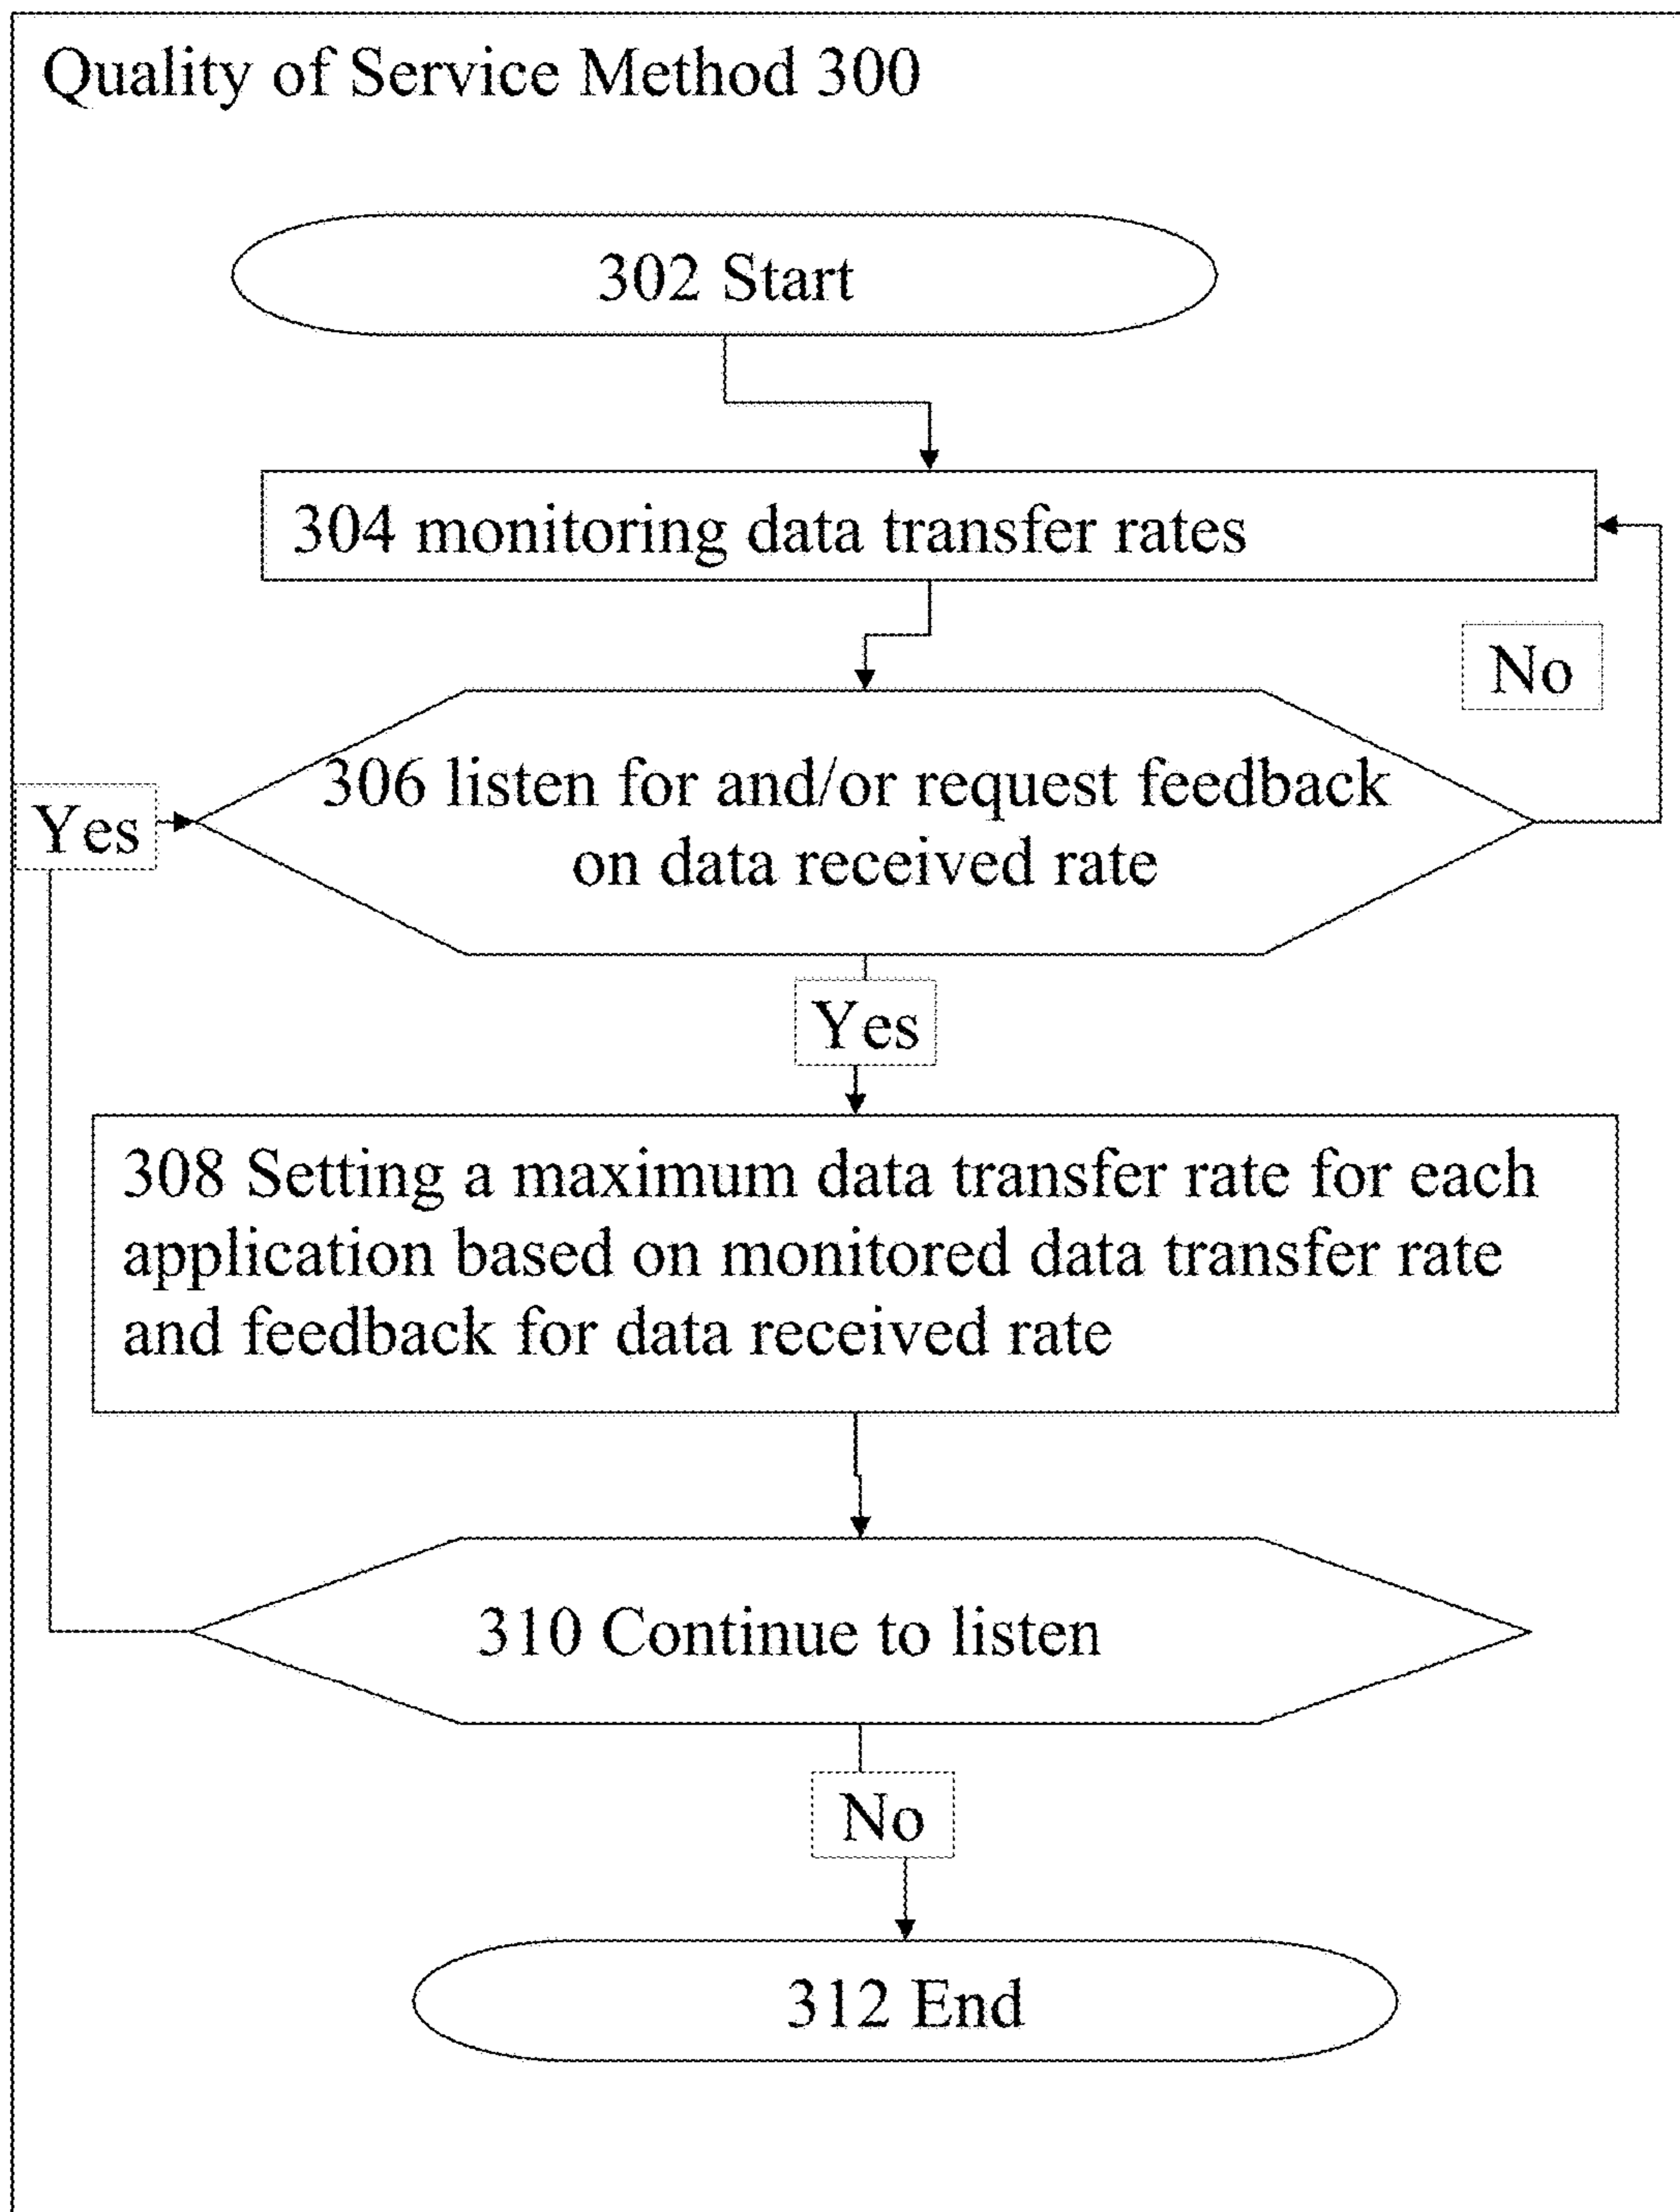 Quality of Service Method 300
302 Start
304 monitoring data transfer rates
No
306 listen for and/or request feedback
on data received rate
Yes
Yes
308 Setting a maximum data transfer rate for each
application based on monitored data transfer rate
and feedback for data received rate
310 Continue to listen
No
312 End